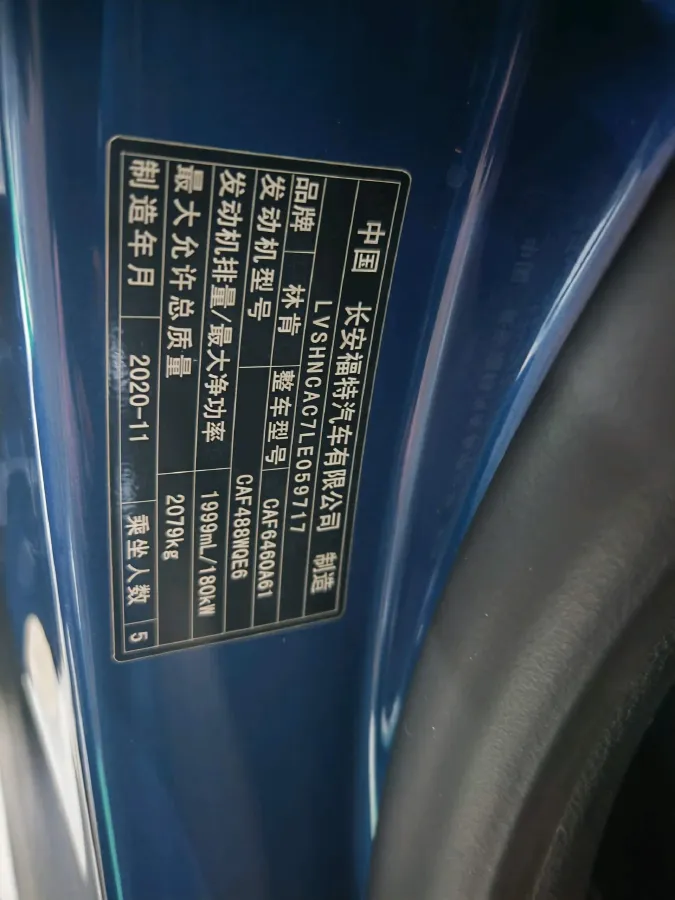 中国 长安福特汽车有限公司 制造
LVSHNCAC7LE059717
品牌 林肯 整车型号 CAF6460A61
发动机型号 CAF488WQE6
发动机排量/最大净功率 1999mL/180kW
最大允许总质量 2079kg
制造年月 2020-11 乘坐人数 5